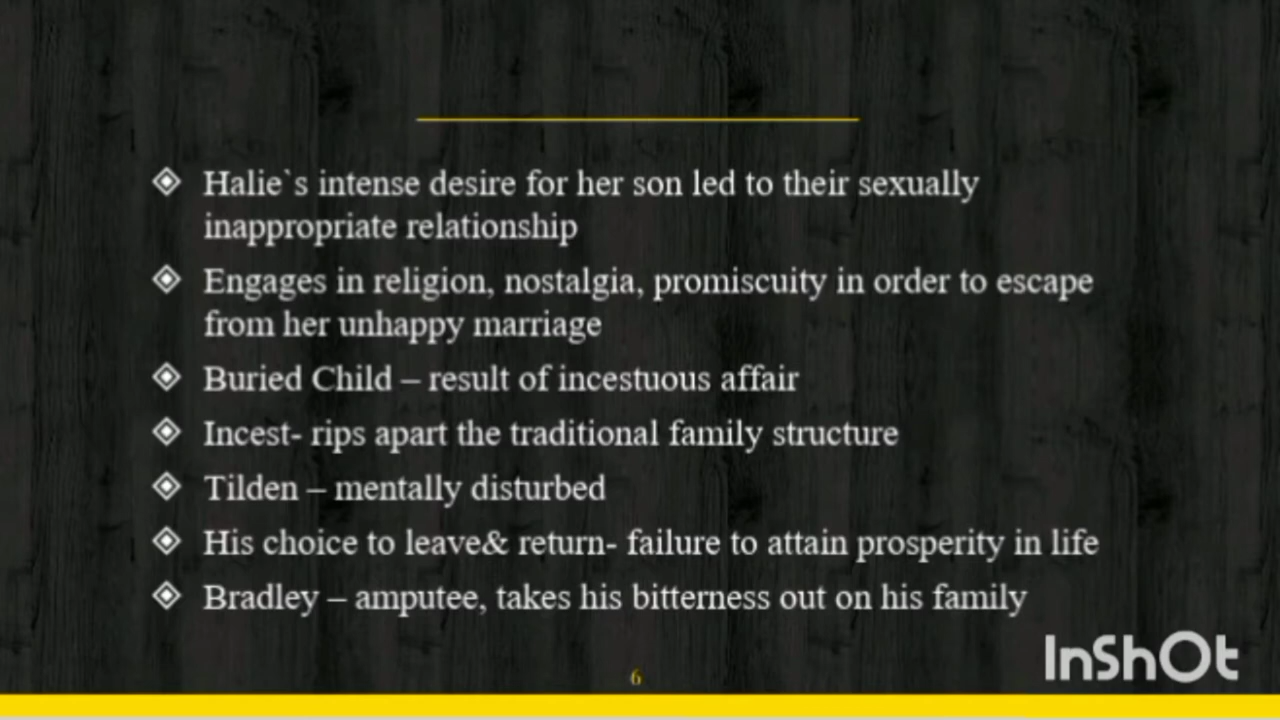 Halie`s intense desire for her son led to their sexually
inappropriate relationship
Engages in religion, nostalgia, promiscuity in order to escape
from her unhappy marriage
Buried Child – result of incestuous affair
Incest- rips apart the traditional family structure
Tilden – mentally disturbed
His choice to leave& return- failure to attain prosperity in life
Bradley – amputee, takes his bitterness out on his family
InShOt
6